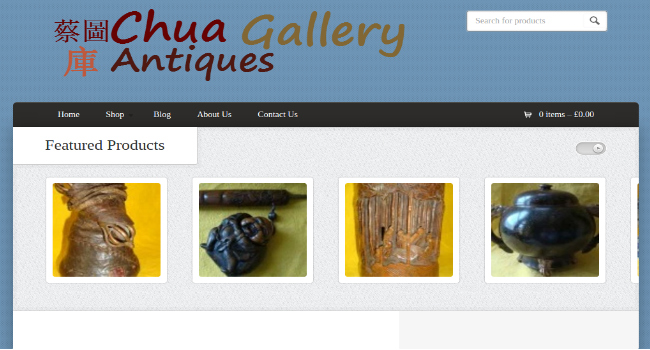 蔡圖 Chua Gallery
庫 Antiques
Search for products
Home Shop Blog About Us Contact Us 0 items – £0.00
Featured Products